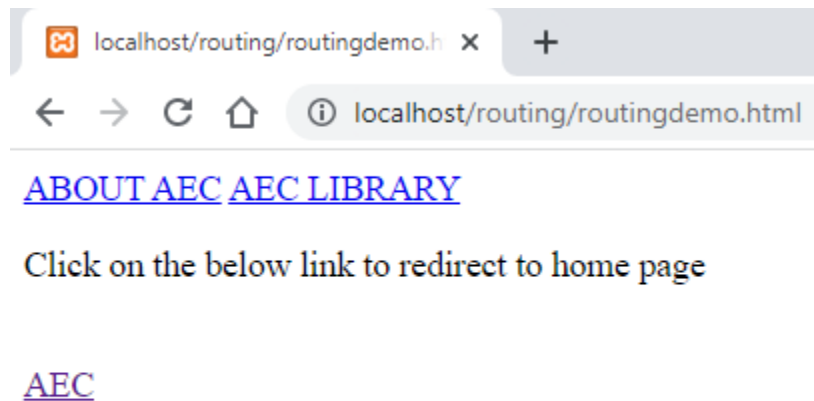 localhost/routing/routingdemo.h
localhost/routing/routingdemo.html
ABOUT AEC AEC LIBRARY
Click on the below link to redirect to home page
AEC